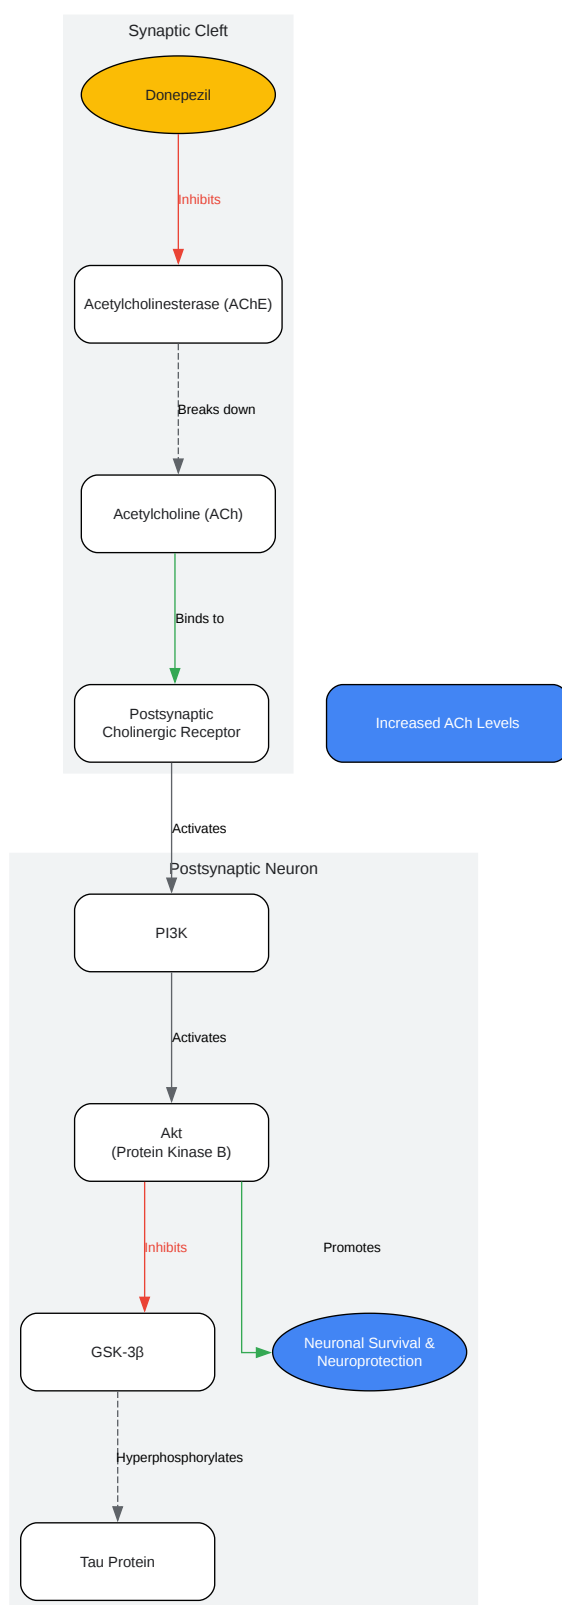 Synaptic Cleft
Donepezil
Inhibits
Acetylcholinesterase (AChE)
Breaks down
Acetylcholine (ACh)
Binds to
Postsynaptic
Cholinergic Receptor
Increased ACh Levels
Activates
Postsynaptic Neuron
PI3K
Activates
Akt
(Protein Kinase B)
Inhibits
Promotes
GSK-3β
Neuronal Survival &
Neuroprotection
Hyperphosphorylates
Tau Protein